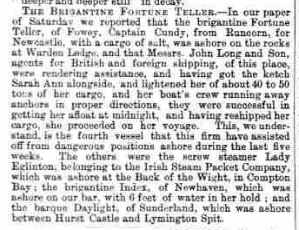 deeper and deeper still" in decay.
THE BRIGANTINE FORTUNE TELLER.—In our paper
of Saturday we reported that the brigantine Fortune
Teller, of Fowey, Captain Cundy, from Runcorn, for
Newcastle, with a cargo of salt, was ashore on the rocks
at Warden Ledge, and that Messrs. John Long and Son,
agents for British and foreign shipping, of this place,
were rendering assistance, and having got the ketch
Sarah Ann alongside, and lightened her of about 40 to 50
tons of her cargo, and her boat's crew running away
anchors in proper directions, they were successful in
getting her afloat at midnight, and having reshipped her
cargo, she proceeded on her voyage. This, we under-
stand, is the fourth vessel that this firm have assisted
off from dangerous positions ashore during the last five
weeks. The others were the screw steamer Lady
Eglinton, belonging to the Irish Steam Packet Company,
which was ashore at the Back of the Wight, in Compton
Bay; the brigantine Index, of Newhaven, which was
ashore on our bar, with 6 feet of water in her hold; and
the barque Daylight, of Sunderland, which was ashore
between Hurst Castle and Lymington Spit.